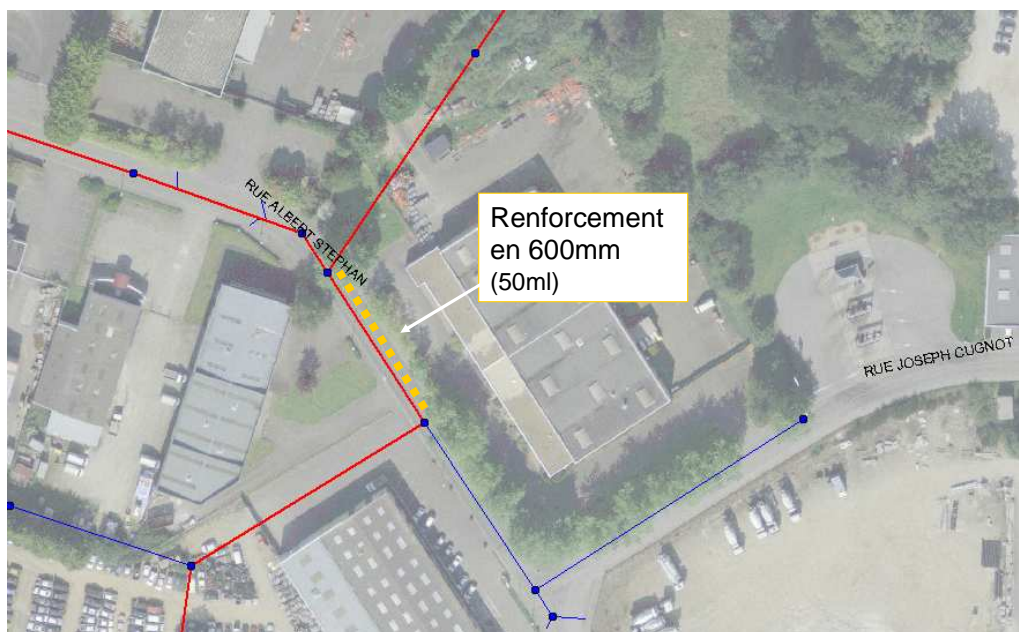 RUE ALBERT STEPHAN
Renforcement
en 600mm
(50ml)
RUE JOSEPH CUGNOT